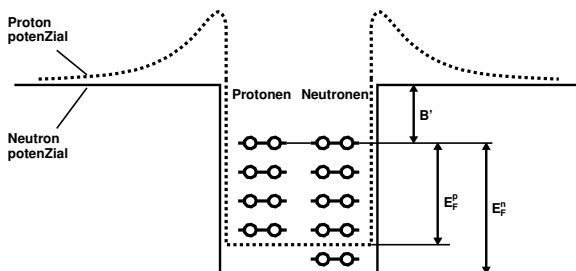 Proton
potenZial
Protonen Neutronen
B'
Neutron
potenZial
E_F^p
E_F^n